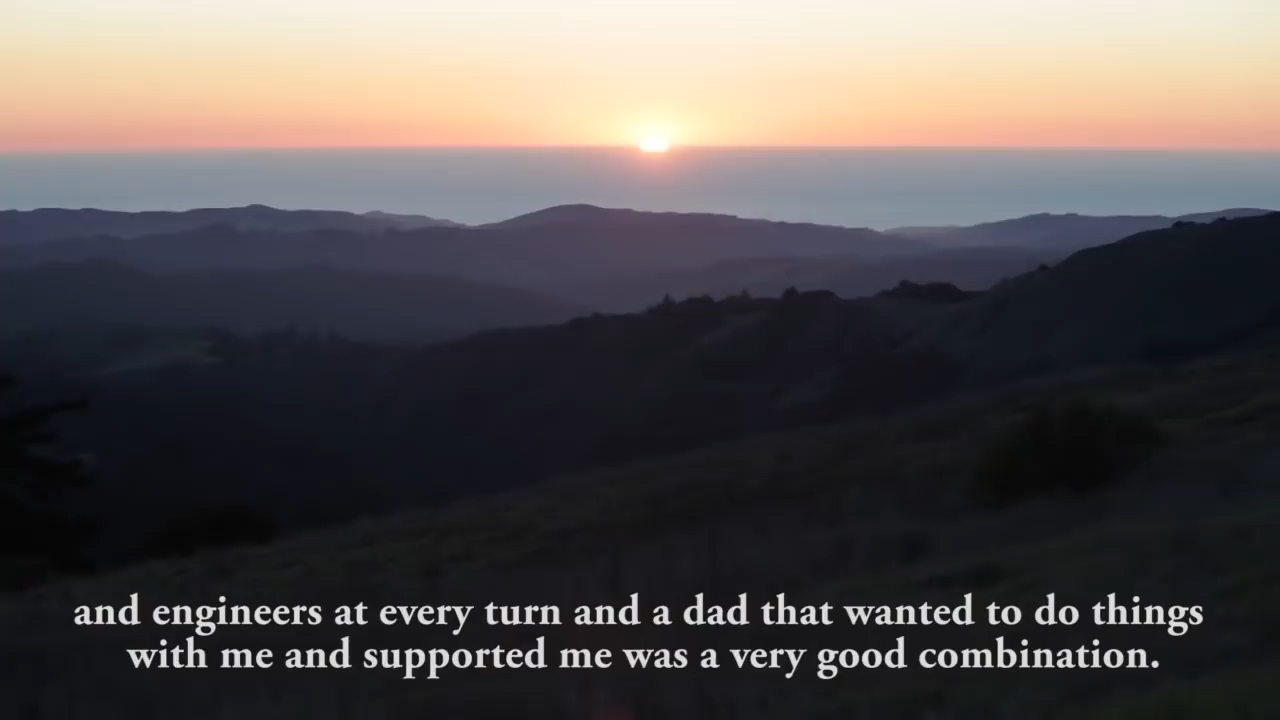 and engineers at every turn and a dad that wanted to do things
with me and supported me was a very good combination.